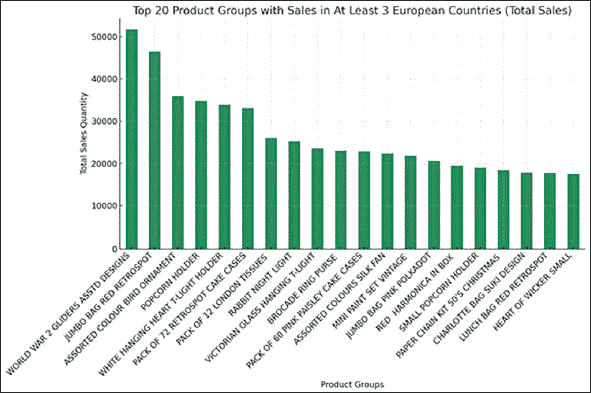 Top 20 Product Groups with Sales in At Least 3 European Countries (Total Sales)
Total Sales Quantity
50000
40000
30000
20000
10000
0
WORLD WAR 2 GLIDERS ASSTD DESIGNS
JUMBO BAG RED RETROSPOT
ASSORTED COLOUR BIRD ORNAMENT
POPCORN HOLDER
WHITE HANGING HEART T-LIGHT HOLDER
PACK OF 72 RETROSPOT CAKE CASES
PACK OF 12 LONDON TISSUES
RABBIT NIGHT LIGHT
VICTORIAN GLASS HANGING T-LIGHT
BROCADE RING PURSE
PACK OF 60 PINK PAISLEY CAKE CASES
ASSORTED COLOURS SILK FAN
MINI PAINT SET VINTAGE
JUMBO BAG PINK POLKADOT
RED HARMONICA IN BOX
SMALL POPCORN HOLDER
PAPER CHAIN KIT 50'S CHRISTMAS
CHARLOTTE BAG SUKI DESIGN
LUNCH BAG RED RETROSPOT
HEART OF WICKER SMALL
Product Groups